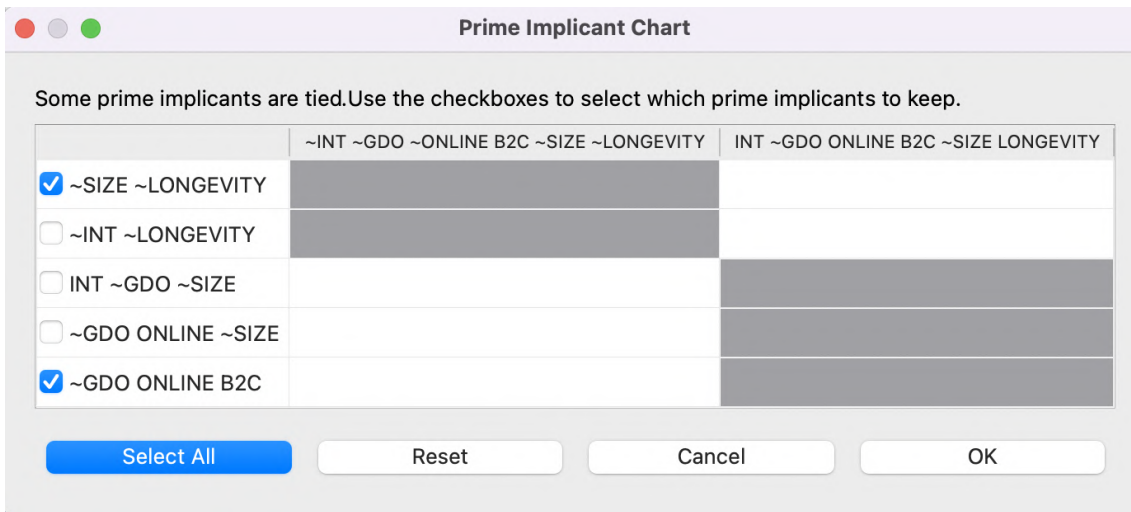 Prime Implicant Chart
Some prime implicants are tied.Use the checkboxes to select which prime implicants to keep.
~INT ~GDO ~ONLINE B2C ~SIZE ~LONGEVITY INT ~GDO ONLINE B2C ~SIZE LONGEVITY
~SIZE ~LONGEVITY
~INT ~LONGEVITY
INT ~GDO ~SIZE
~GDO ONLINE ~SIZE
~GDO ONLINE B2C
Select All Reset Cancel OK